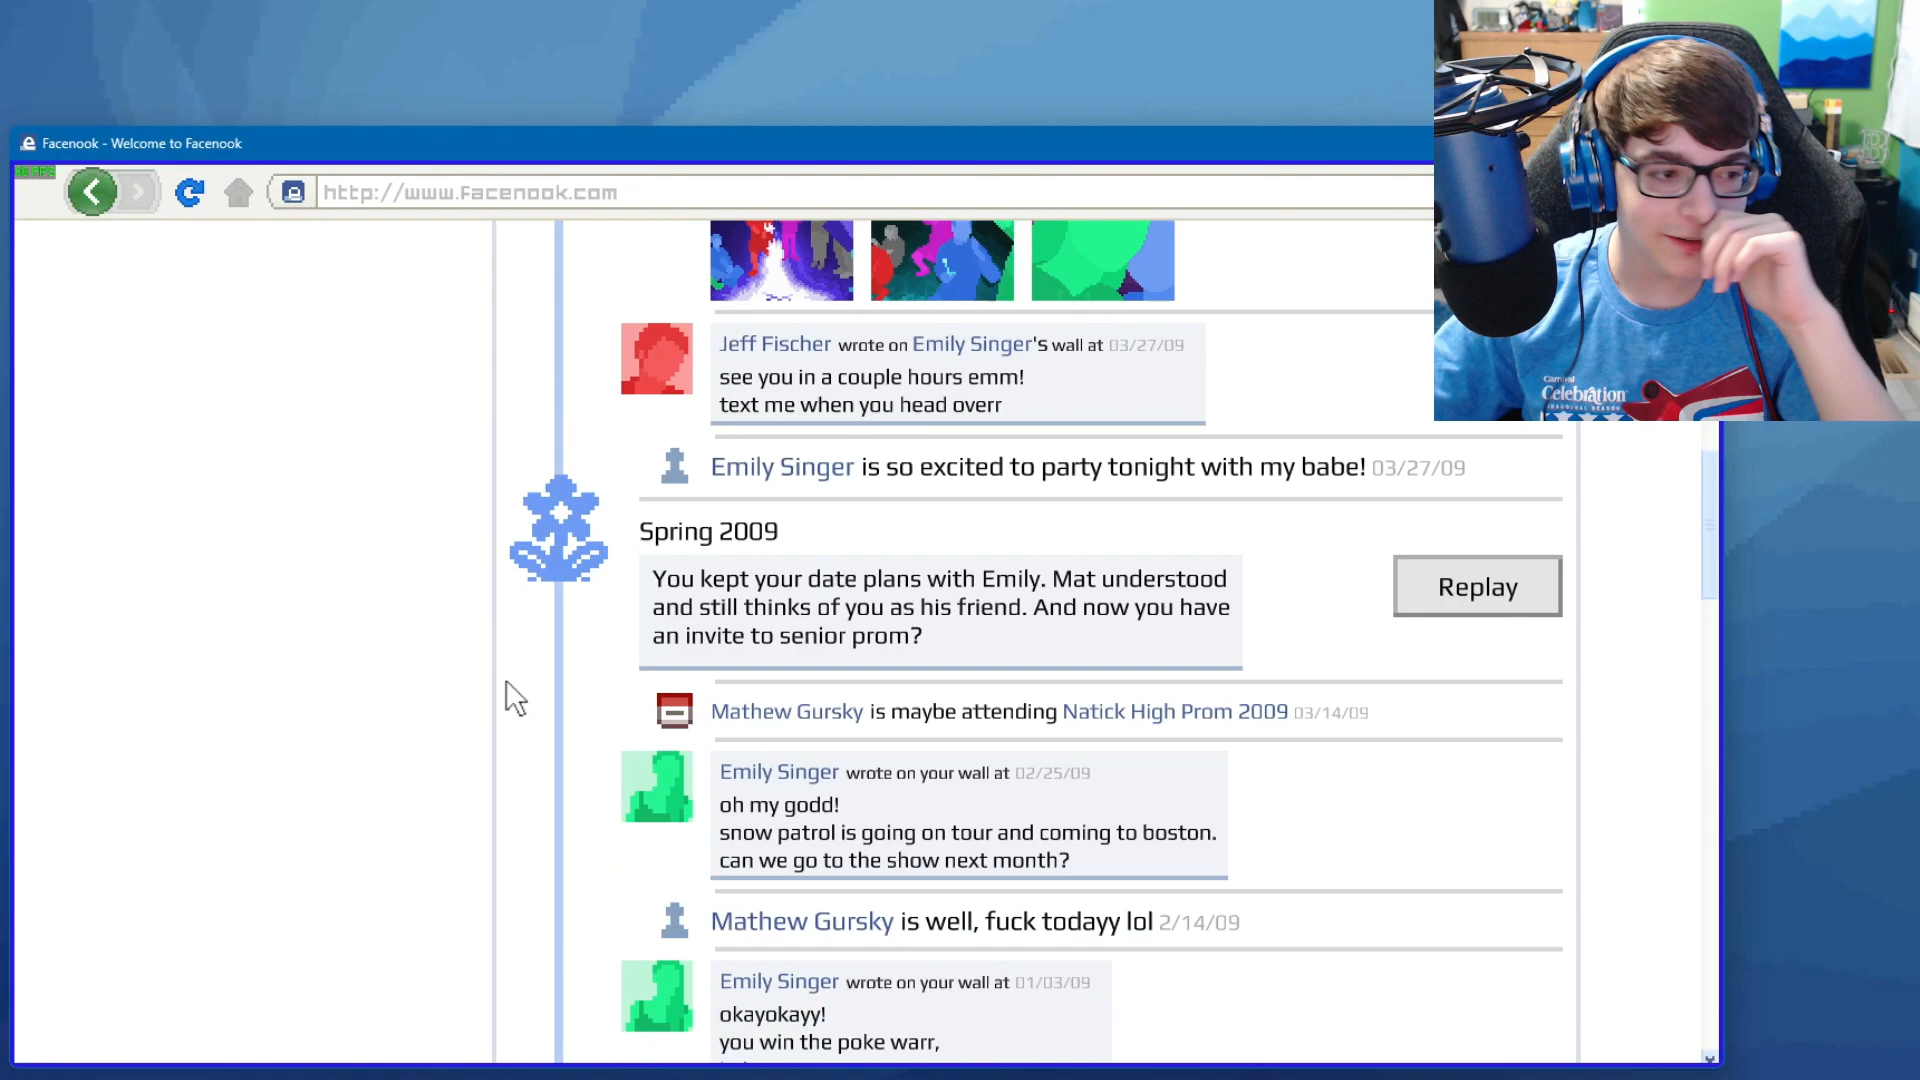 Facenook - Welcome to Facenook
http://www.Facenook.com
Jeff Fischer wrote on Emily Singer's wall at 03/27/09
see you in a couple hours emm!
text me when you head overr
Emily Singer is so excited to party tonight with my babe! 03/27/09
Spring 2009
You kept your date plans with Emily. Mat understood
and still thinks of you as his friend. And now you have
an invite to senior prom?
Replay
Mathew Gursky is maybe attending Natick High Prom 2009 03/14/09
Emily Singer wrote on your wall at 02/25/09
oh my godd!
snow patrol is going on tour and coming to boston.
can we go to the show next month?
Mathew Gursky is well, fuck todayy lol 2/14/09
Emily Singer wrote on your wall at 01/03/09
okayokayy!
you win the poke warr,
Carnival
Celebration
INAUGURAL SEASON